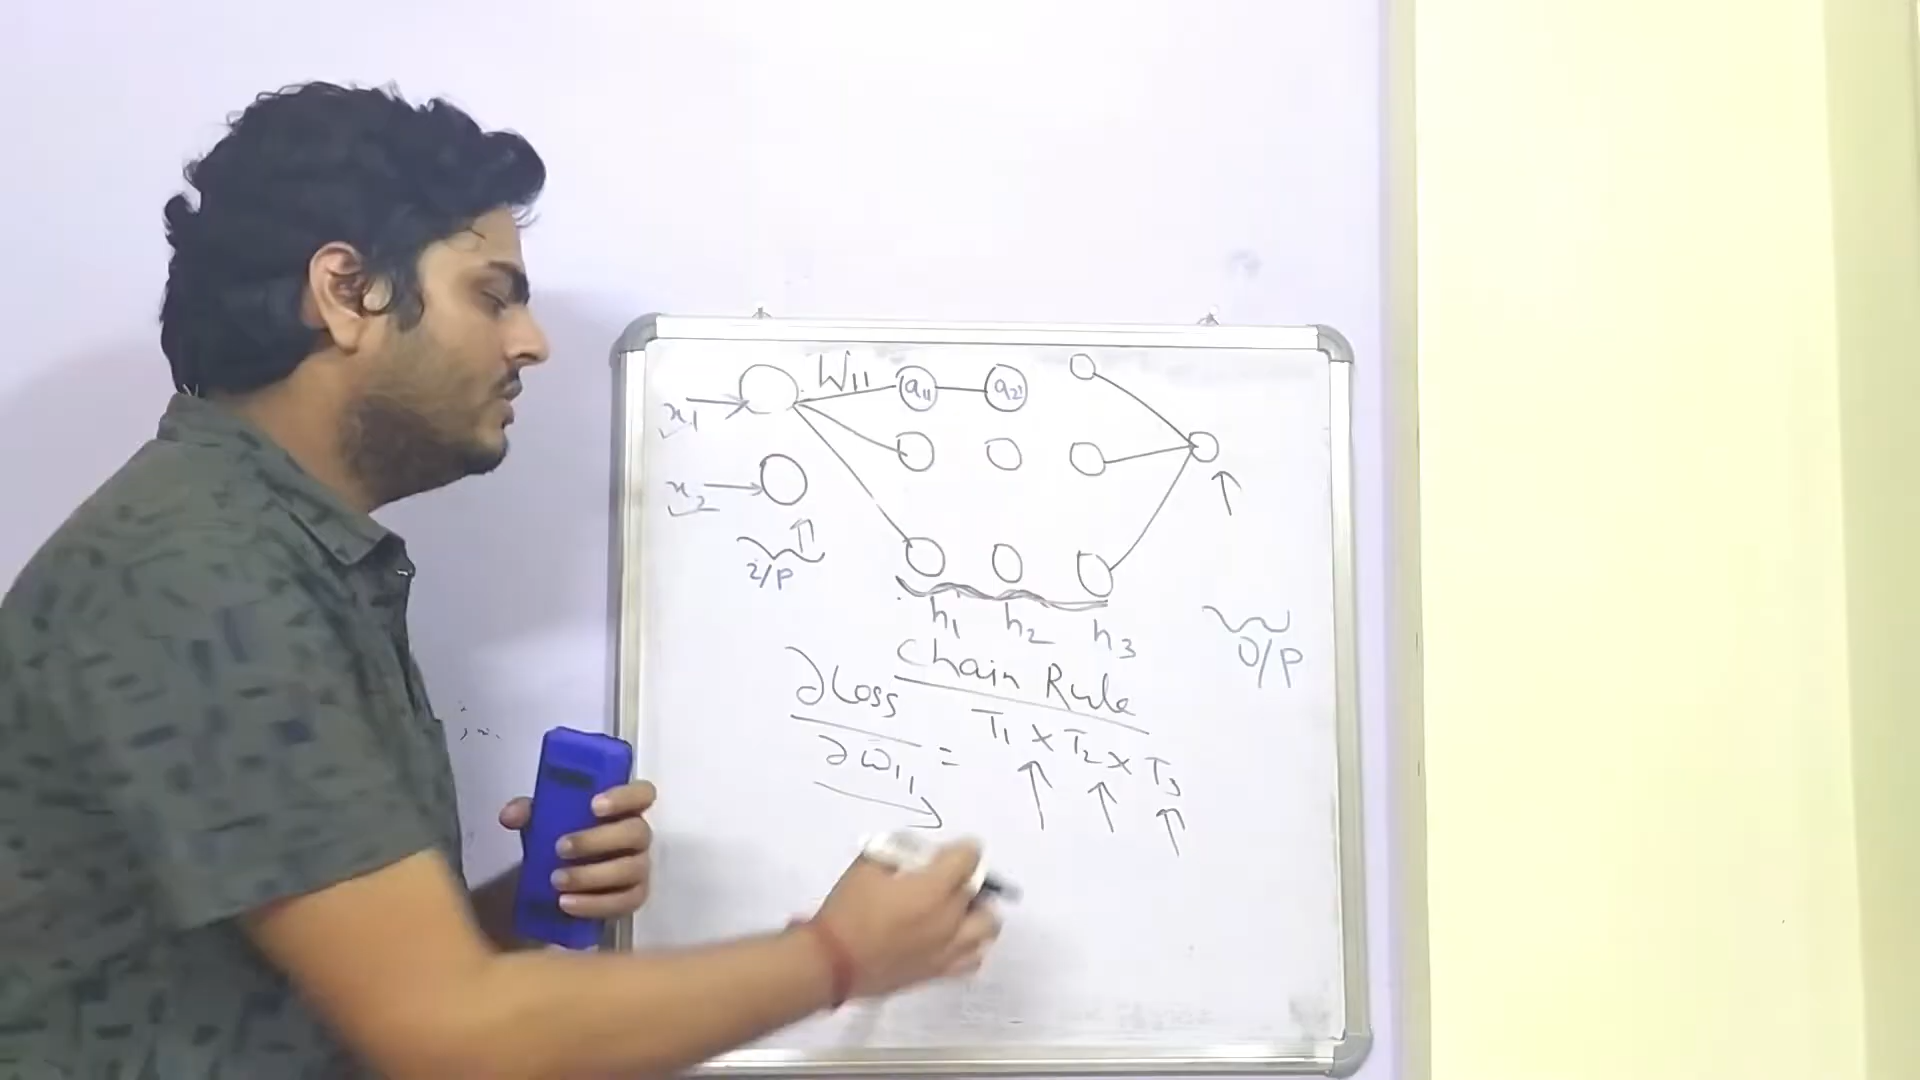 x1
W11
a11
a21
x2
I/P
h1 h2 h3
O/P
Chain Rule
∂Loss
∂w11
= T1 × T2 × T3